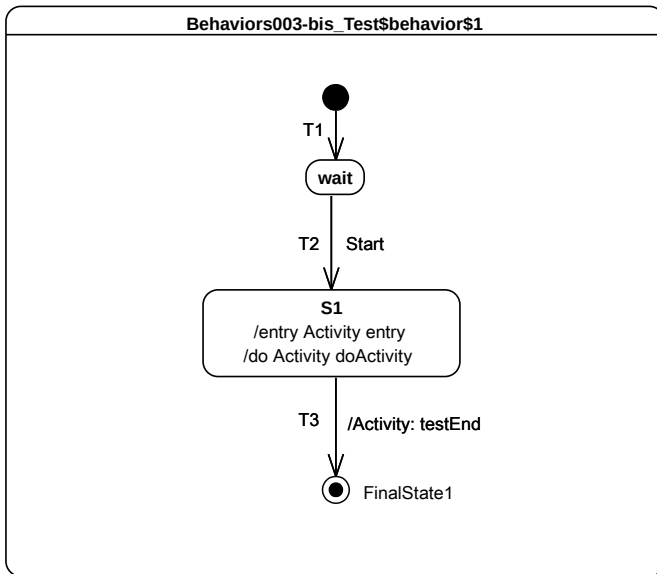 Behaviors003-bis_Test$behavior$1
T1
wait
T2 Start
S1
/entry Activity entry
/do Activity doActivity
T3 /Activity: testEnd
FinalState1